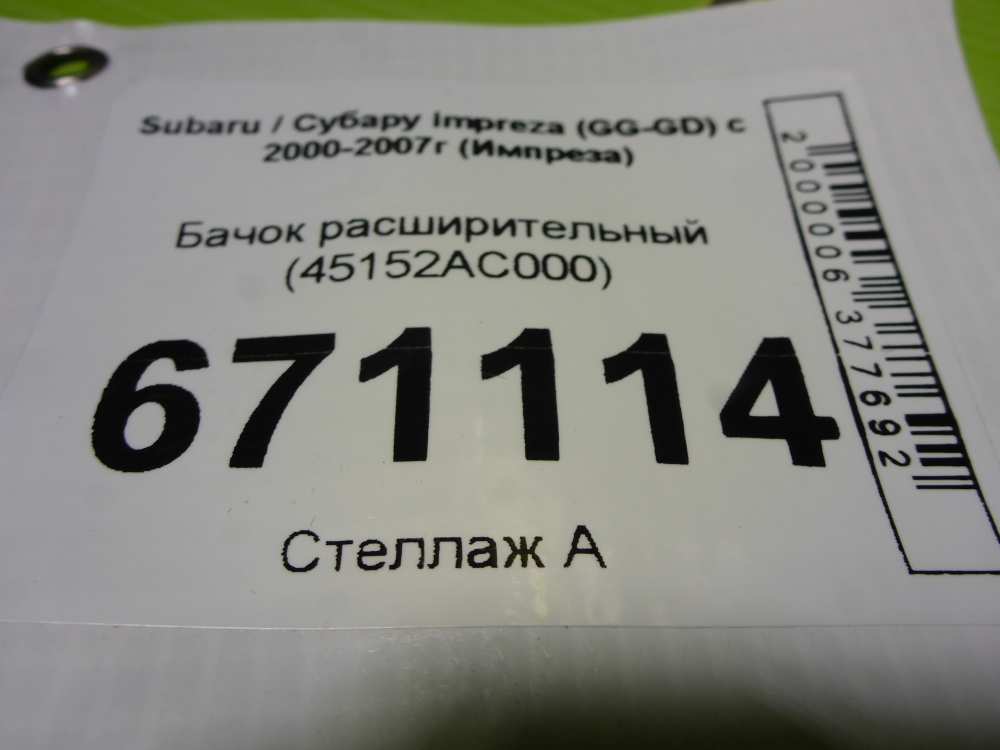 Subaru / Субару impreza (GG-GD) с
2000-2007г (Импреза)
Бачок расширительный
(45152AC000)
671114
Стеллаж А
2000006377692